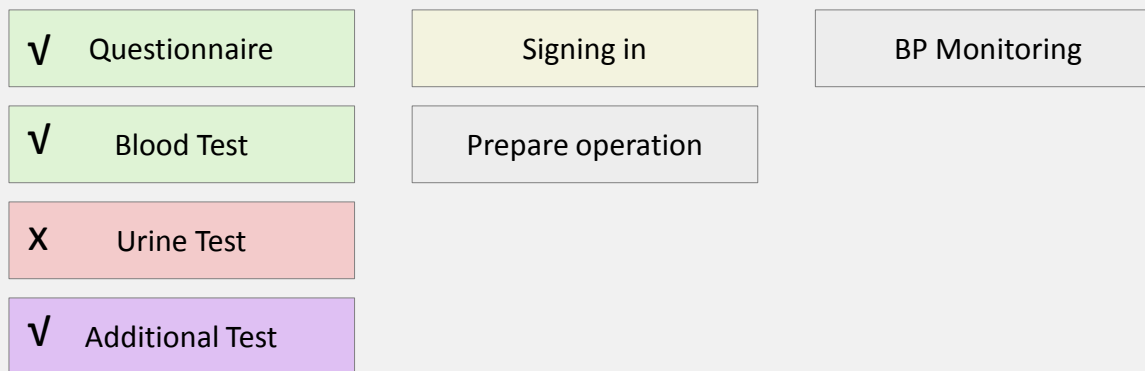 √ Questionnaire
√ Blood Test
X Urine Test
√ Additional Test
Signing in
Prepare operation
BP Monitoring